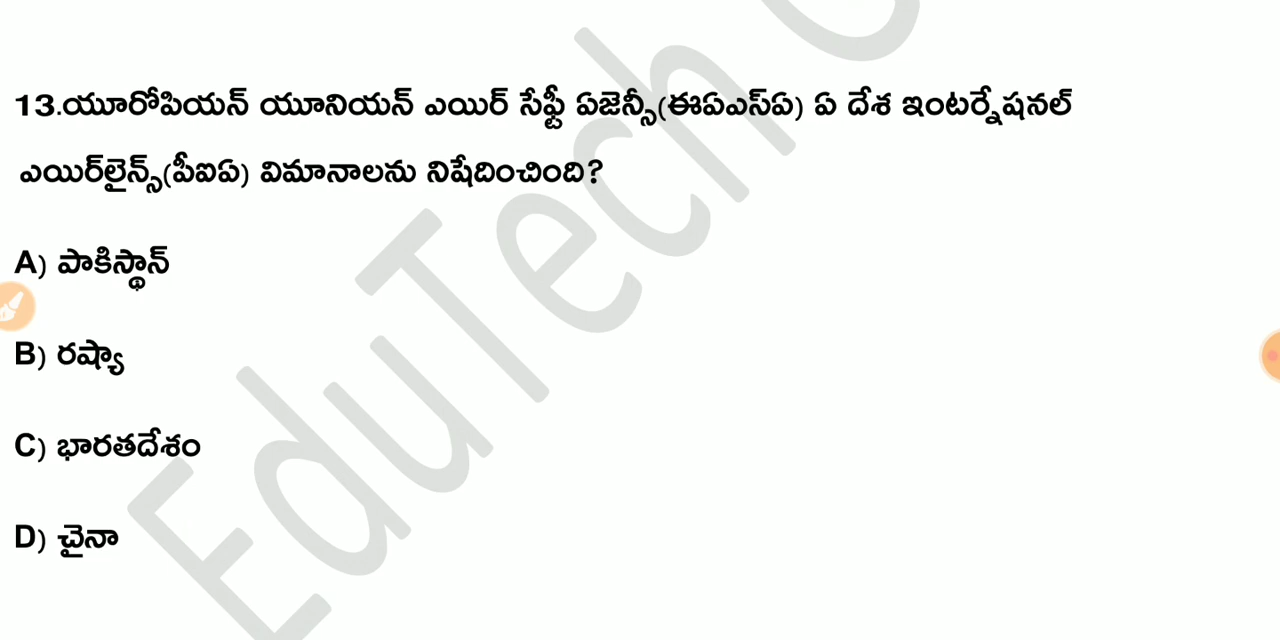 13.యూరోపియన్ యూనియన్ ఎయిర్ సేఫ్టీ ఏజెన్సీ(ఈఏఎస్ఏ) ఏ దేశ ఇంటర్నేషనల్
ఎయిర్‌లైన్స్(పీఐఏ) విమానాలను నిషేదించింది?
A) పాకిస్థాన్
B) రష్యా
C) భారతదేశం
D) చైనా
EduTech